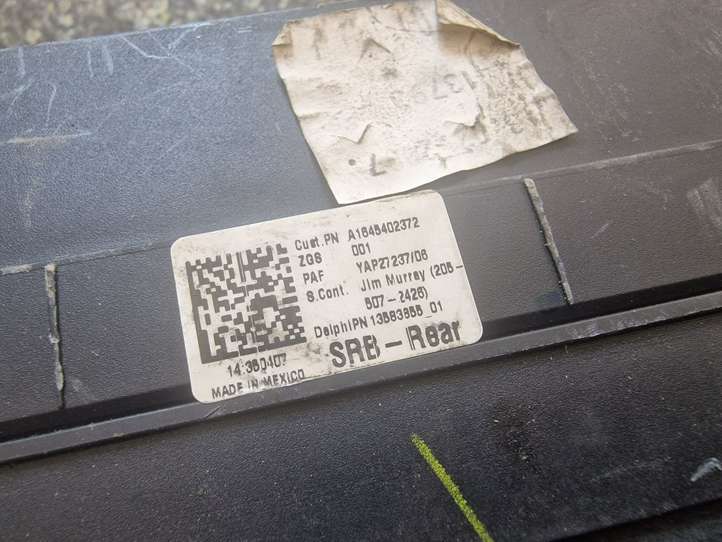 Cust.PN A1645402372
ZGS 001
PAF YAP27237/06
S.Cont. Jim Murray (205-
507-2426)
DelphiPN 13583855_01
SRB-Rear
14:360407
MADE IN MEXICO